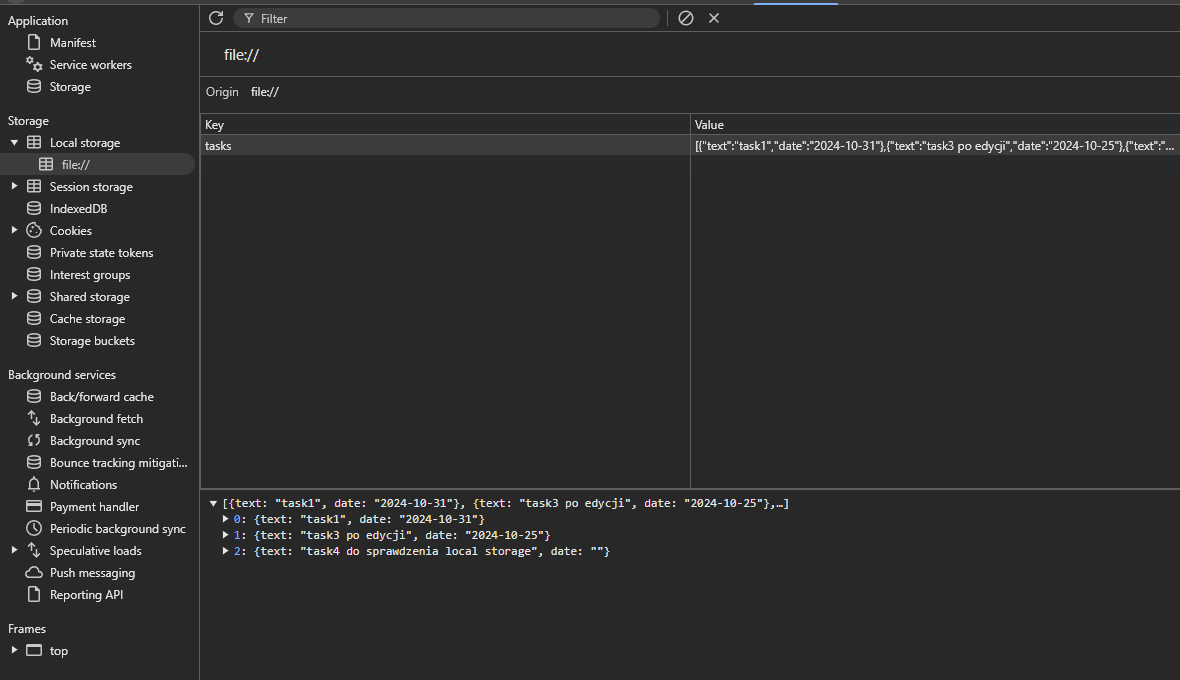 Application
Manifest
Service workers
Storage
Storage
Local storage
file://
Session storage
IndexedDB
Cookies
Private state tokens
Interest groups
Shared storage
Cache storage
Storage buckets
Background services
Back/forward cache
Background fetch
Background sync
Bounce tracking mitigati...
Notifications
Payment handler
Periodic background sync
Speculative loads
Push messaging
Reporting API
Frames
top
Filter
file://
Origin file://
Key Value
tasks [{"text":"task1","date":"2024-10-31"},{"text":"task3 po edycji","date":"2024-10-25"},{"text":"...
[{text: "task1", date: "2024-10-31"}, {text: "task3 po edycji", date: "2024-10-25"},…]
0: {text: "task1", date: "2024-10-31"}
1: {text: "task3 po edycji", date: "2024-10-25"}
2: {text: "task4 do sprawdzenia local storage", date: ""}